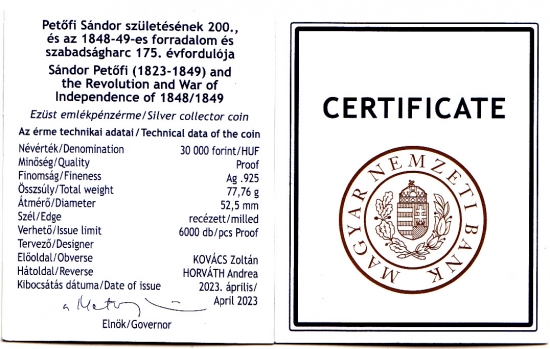 Petőfi Sándor születésének 200.,
és az 1848-49-es forradalom és
szabadságharc 175. évfordulója
Sándor Petőfi (1823-1849) and
the Revolution and War of
Independence of 1848/1849
Ezüst emlékpénzérme/Silver collector coin
Az érme technikai adatai/Technical data of the coin
Névérték/Denomination 30 000 forint/HUF
Minőség/Quality Proof
Finomság/Fineness Ag .925
Összsúly/Total weight 77,76 g
Átmérő/Diameter 52,5 mm
Szél/Edge recézett/milled
Verhető/Issue limit 6000 db/pcs Proof
Tervező/Designer
Előoldal/Obverse KOVÁCS Zoltán
Hátoldal/Reverse HORVÁTH Andrea
Kibocsátás dátuma/Date of issue 2023. április/
April 2023
Elnök/Governor
CERTIFICATE
MAGYAR NEMZETI BANK